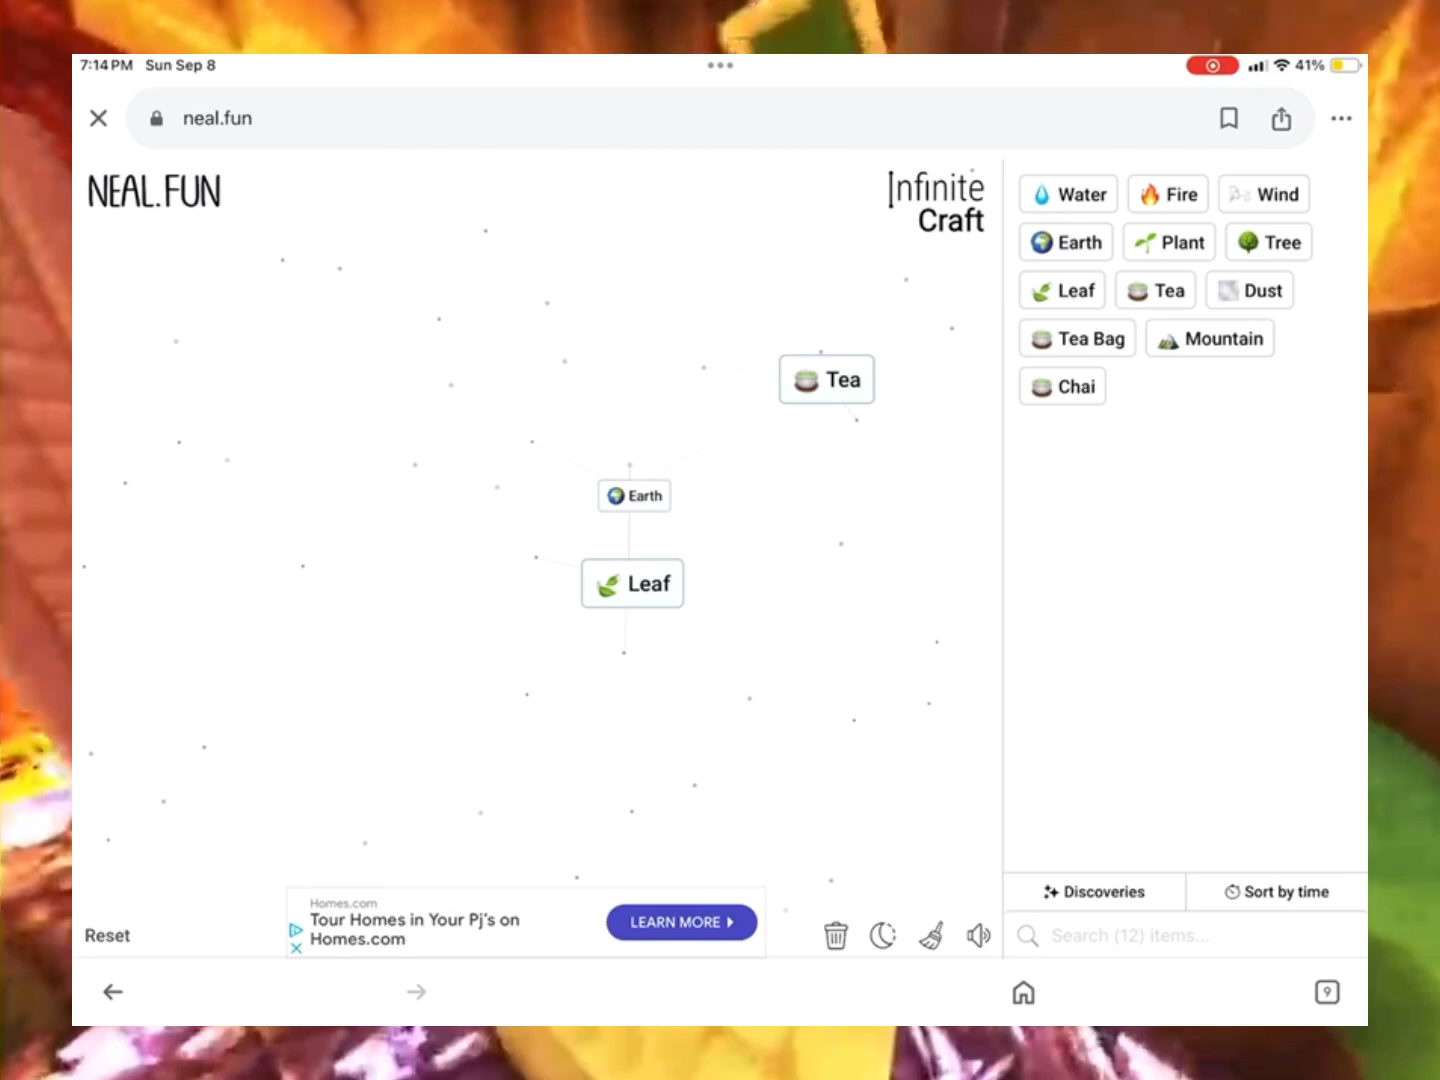 7:14 PM Sun Sep 8
41%
neal.fun
NEAL.FUN
Infinite
Craft
Water
Fire
Wind
Earth
Plant
Tree
Leaf
Tea
Dust
Tea Bag
Mountain
Chai
Tea
Earth
Leaf
Discoveries
Sort by time
Homes.com
Tour Homes in Your Pj's on
Homes.com
LEARN MORE
Reset
Search (12) items...
9